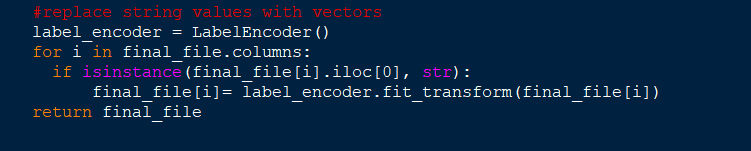 #replace string values with vectors
label_encoder = LabelEncoder()
for i in final_file.columns:
  if isinstance(final_file[i].iloc[0], str):
      final_file[i]= label_encoder.fit_transform(final_file[i])
return final_file